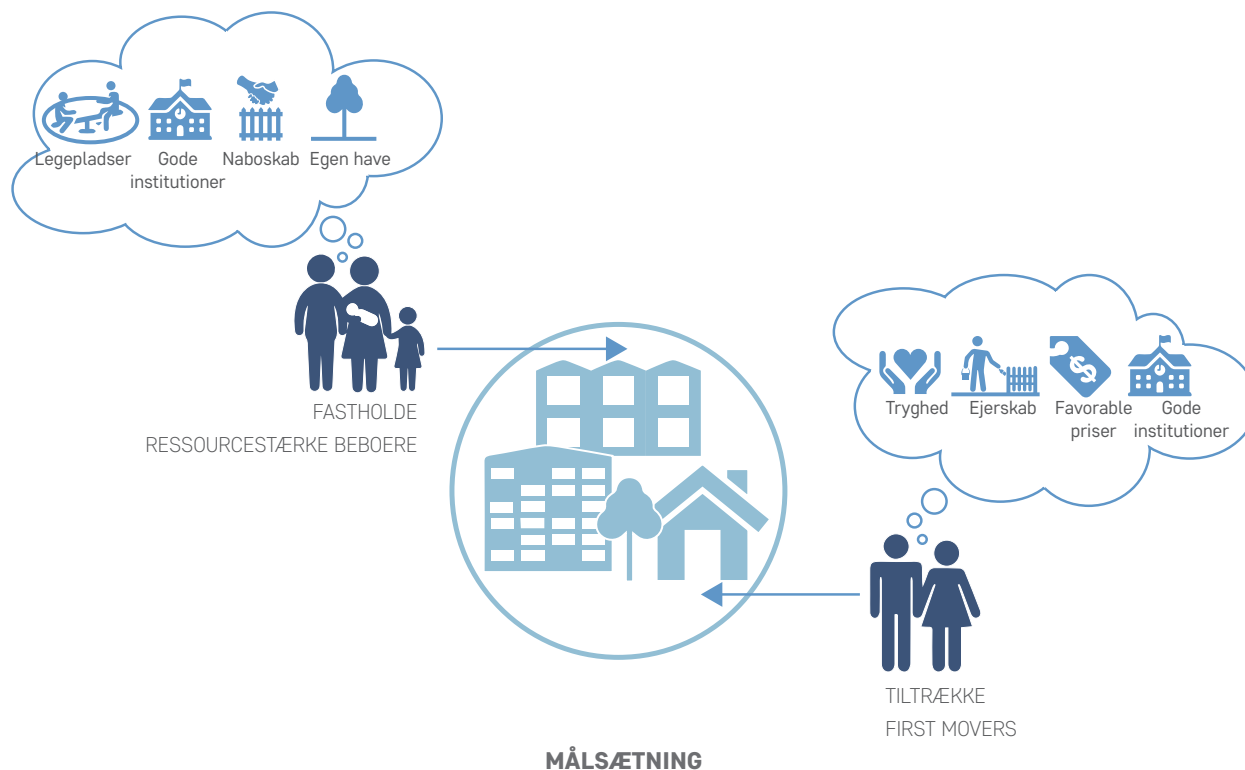 Legepladser
Gode
institutioner
Naboskab
Egen have
FASTHOLDE
RESSOURCESTÆRKE BEBOERE
$
Tryghed
Ejerskab
Favorable
priser
Gode
institutioner
TILTRÆKKE
FIRST MOVERS
MÅLSÆTNING